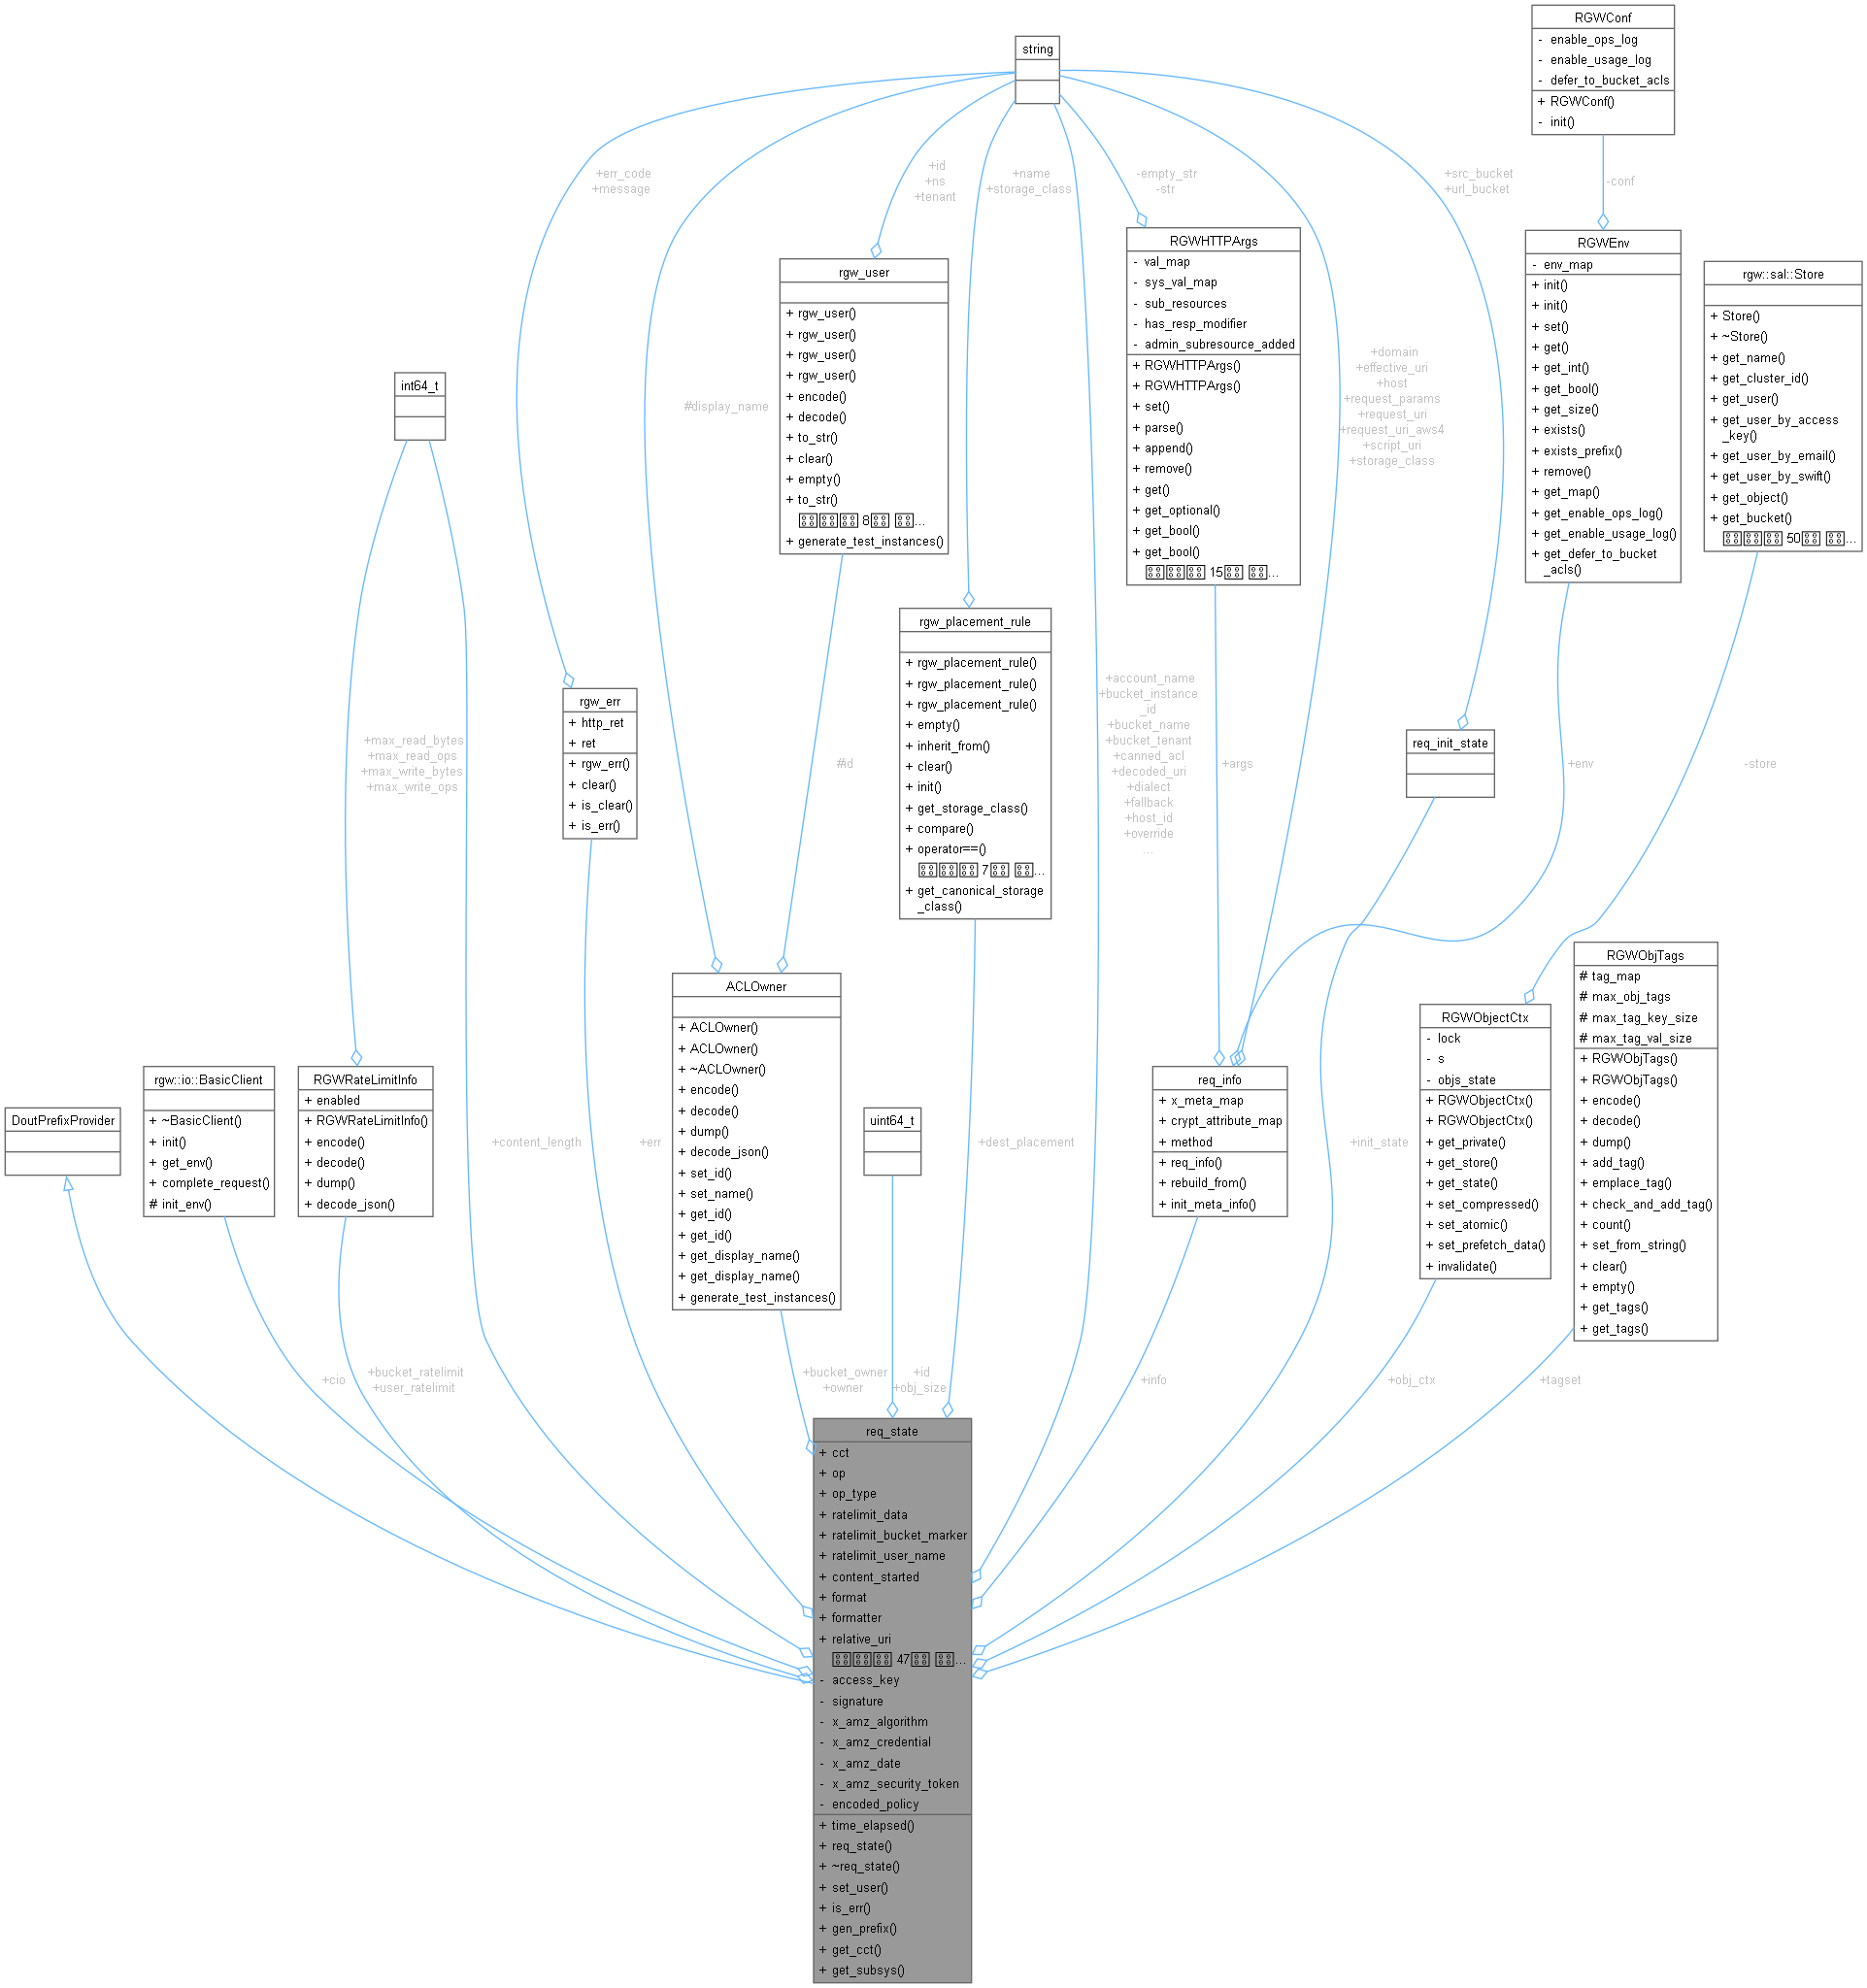 RGWConf
- enable_ops_log
- enable_usage_log
- defer_to_bucket_acls
+ RGWConf()
- init()
string
+err_code
+message
+id
+ns
+tenant
+name
+storage_class
-empty_str
-str
+src_bucket
+url_bucket
-conf
rgw_user
+ rgw_user()
+ rgw_user()
+ rgw_user()
+ rgw_user()
+ encode()
+ decode()
+ to_str()
+ clear()
+ empty()
+ to_str()
8
...
+ generate_test_instances()
RGWHTTPArgs
- val_map
- sys_val_map
- sub_resources
- has_resp_modifier
- admin_subresource_added
+ RGWHTTPArgs()
+ RGWHTTPArgs()
+ set()
+ parse()
+ append()
+ remove()
+ get()
+ get_optional()
+ get_bool()
+ get_bool()
15
...
RGWEnv
- env_map
+ init()
+ init()
+ set()
+ get()
+ get_int()
+ get_bool()
+ get_size()
+ exists()
+ exists_prefix()
+ remove()
+ get_map()
+ get_enable_ops_log()
+ get_enable_usage_log()
+ get_defer_to_bucket
_acls()
rgw::sal::Store
+ Store()
+ ~Store()
+ get_name()
+ get_cluster_id()
+ get_user()
+ get_user_by_access
_key()
+ get_user_by_email()
+ get_user_by_swift()
+ get_object()
+ get_bucket()
50
...
int64_t
#display_name
+domain
+effective_uri
+host
+request_params
+request_uri
+request_uri_aws4
+script_uri
+storage_class
rgw_placement_rule
+ rgw_placement_rule()
+ rgw_placement_rule()
+ rgw_placement_rule()
+ empty()
+ inherit_from()
+ clear()
+ init()
+ get_storage_class()
+ compare()
+ operator==()
7
...
+ get_canonical_storage
_class()
rgw_err
+ http_ret
+ ret
+ rgw_err()
+ clear()
+ is_clear()
+ is_err()
+max_read_bytes
+max_read_ops
+max_write_bytes
+max_write_ops
#id
+account_name
+bucket_instance
_id
+bucket_name
+bucket_tenant
+canned_acl
+decoded_uri
+dialect
+fallback
+host_id
+override
...
+args
req_init_state
+env
-store
ACLOwner
+ ACLOwner()
+ ACLOwner()
+ ~ACLOwner()
+ encode()
+ decode()
+ dump()
+ decode_json()
+ set_id()
+ set_name()
+ get_id()
+ get_id()
+ get_display_name()
+ get_display_name()
+ generate_test_instances()
RGWObjTags
# tag_map
# max_obj_tags
# max_tag_key_size
# max_tag_val_size
+ RGWObjTags()
+ RGWObjTags()
+ encode()
+ decode()
+ dump()
+ add_tag()
+ emplace_tag()
+ check_and_add_tag()
+ count()
+ set_from_string()
+ clear()
+ empty()
+ get_tags()
+ get_tags()
RGWObjectCtx
- lock
- s
- objs_state
+ RGWObjectCtx()
+ RGWObjectCtx()
+ get_private()
+ get_store()
+ get_state()
+ set_compressed()
+ set_atomic()
+ set_prefetch_data()
+ invalidate()
DoutPrefixProvider
rgw::io::BasicClient
+ ~BasicClient()
+ init()
+ get_env()
+ complete_request()
# init_env()
RGWRateLimitInfo
+ enabled
+ RGWRateLimitInfo()
+ encode()
+ decode()
+ dump()
+ decode_json()
+content_length
+err
uint64_t
+dest_placement
req_info
+ x_meta_map
+ crypt_attribute_map
+ method
+ req_info()
+ rebuild_from()
+ init_meta_info()
+init_state
+cio
+bucket_ratelimit
+user_ratelimit
+bucket_owner
+owner
+id
+obj_size
+info
+obj_ctx
+tagset
req_state
+ cct
+ op
+ op_type
+ ratelimit_data
+ ratelimit_bucket_marker
+ ratelimit_user_name
+ content_started
+ format
+ formatter
+ relative_uri
47
...
- access_key
- signature
- x_amz_algorithm
- x_amz_credential
- x_amz_date
- x_amz_security_token
- encoded_policy
+ time_elapsed()
+ req_state()
+ ~req_state()
+ set_user()
+ is_err()
+ gen_prefix()
+ get_cct()
+ get_subsys()